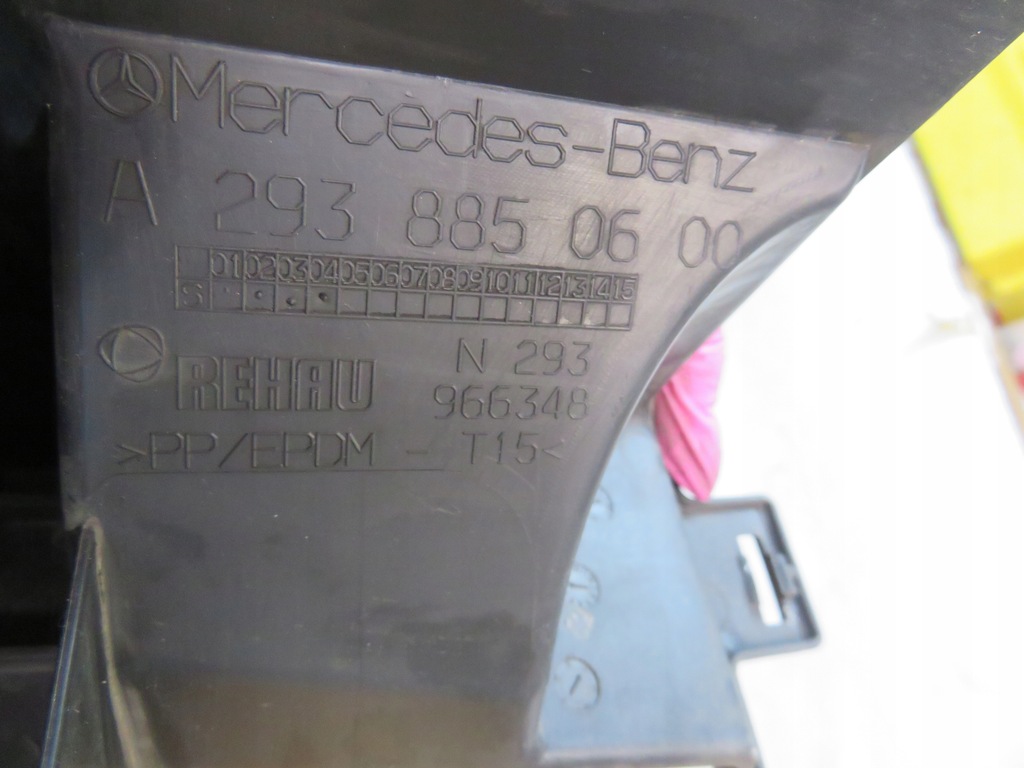 Mercedes-Benz
A 293 885 06 00
01 02 03 04 05 06 07 08 09 10 11 12 13 14 15
S
REHAU
N 293
966348
>PP/EPDM - T15<